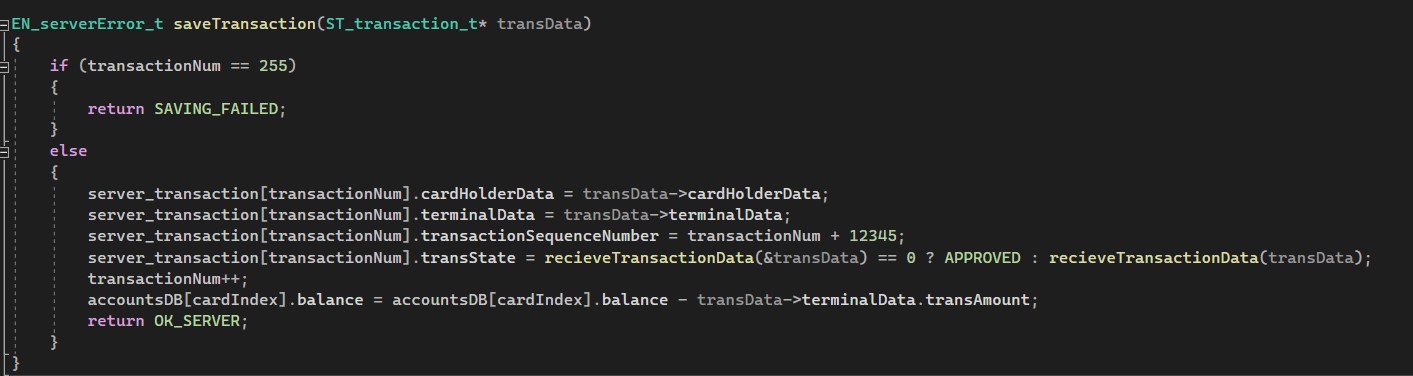 EN_serverError_t saveTransaction(ST_transaction_t* transData)
{
    if (transactionNum == 255)
    {
        return SAVING_FAILED;
    }
    else
    {
        server_transaction[transactionNum].cardHolderData = transData->cardHolderData;
        server_transaction[transactionNum].terminalData = transData->terminalData;
        server_transaction[transactionNum].transactionSequenceNumber = transactionNum + 12345;
        server_transaction[transactionNum].transState = recieveTransactionData(&transData) == 0 ? APPROVED : recieveTransactionData(transData);
        transactionNum++;
        accountsDB[cardIndex].balance = accountsDB[cardIndex].balance - transData->terminalData.transAmount;
        return OK_SERVER;
    }
}